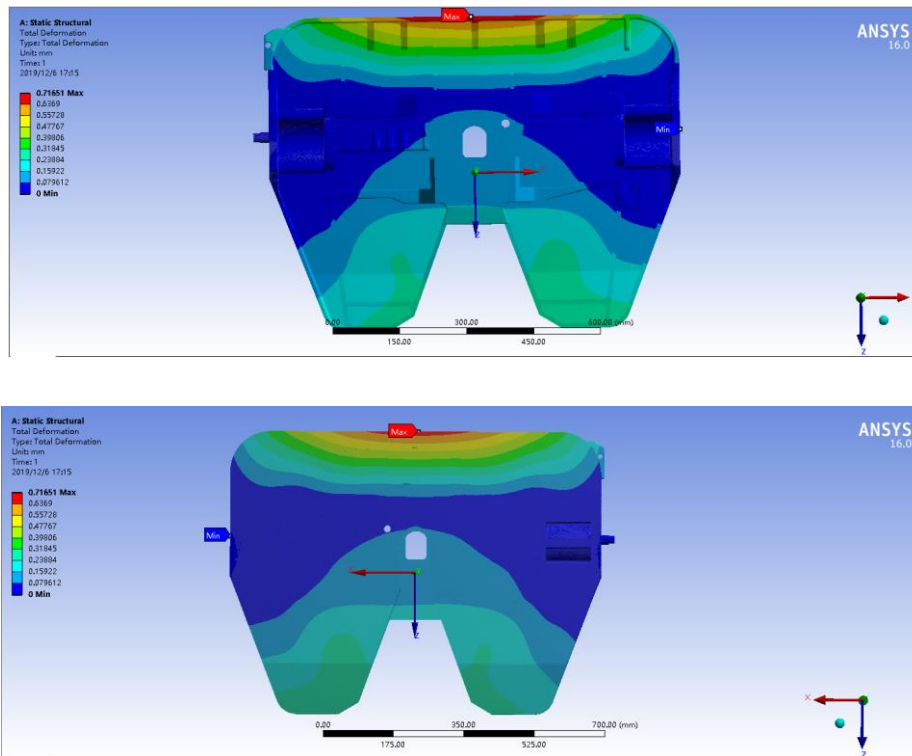 A: Static Structural
Total Deformation
Type: Total Deformation
Unit: mm
Time: 1
2019/12/6 17:15
0.71651 Max
0.6369
0.55728
0.47767
0.39806
0.31845
0.23884
0.15922
0.079612
0 Min
Max
ANSYS
16.0
Min
Z
0.00
300.00
600.00 (mm)
150.00
450.00
Z
A: Static Structural
Total Deformation
Type: Total Deformation
Unit: mm
Time: 1
2019/12/6 17:15
0.71651 Max
0.6369
0.55728
0.47767
0.39806
0.31845
0.23884
0.15922
0.079612
0 Min
Max
ANSYS
16.0
Min
Z
0.00
350.00
700.00 (mm)
175.00
525.00
X
Z